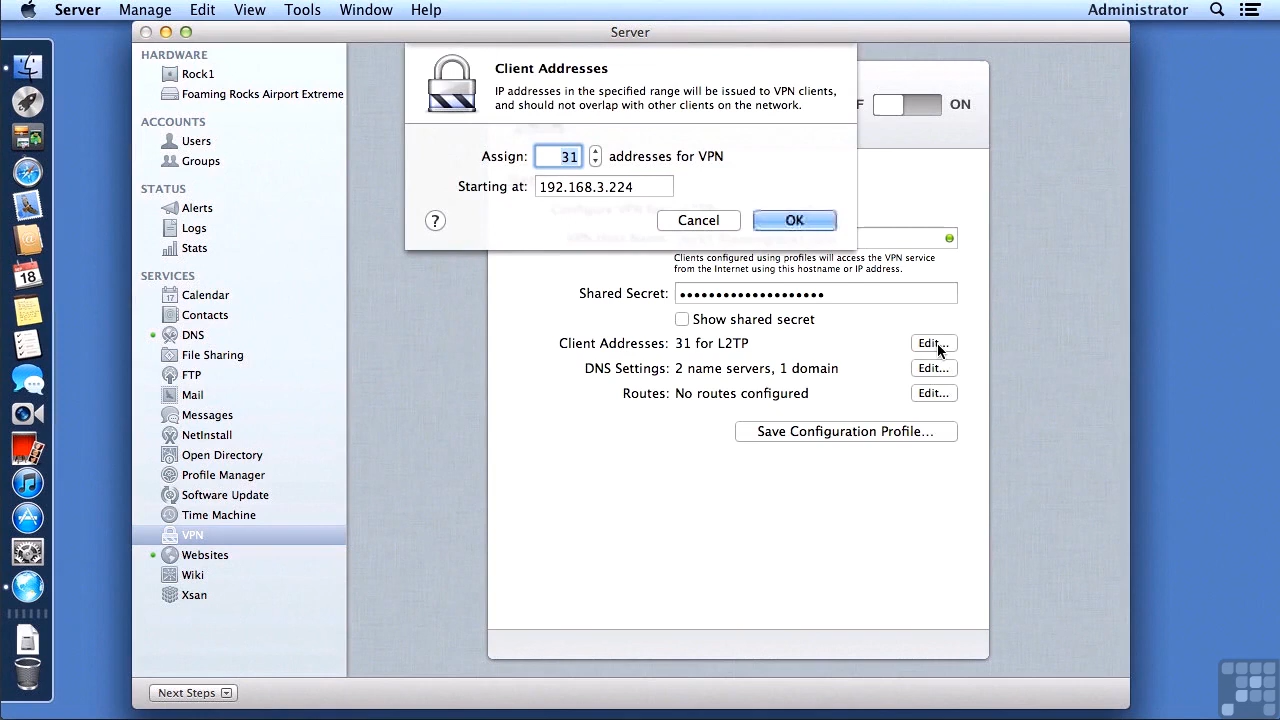 Server Manage Edit View Tools Window Help Administrator
Server
HARDWARE
Rock1
Foaming Rocks Airport Extreme
ACCOUNTS
Users
Groups
STATUS
Alerts
Logs
Stats
SERVICES
17 Calendar
Contacts
DNS
File Sharing
FTP
Mail
Messages
NetInstall
Open Directory
Profile Manager
Software Update
Time Machine
VPN
Websites
Wiki
Xsan
Next Steps
18
Client Addresses
IP addresses in the specified range will be issued to VPN clients,
and should not overlap with other clients on the network.
F ON
Assign: 31 addresses for VPN
Starting at: 192.168.3.224
? Cancel OK
Clients configured using profiles will access the VPN service
from the Internet using this hostname or IP address.
Shared Secret: ••••••••••••••••••••
Show shared secret
Client Addresses: 31 for L2TP Edit...
DNS Settings: 2 name servers, 1 domain Edit...
Routes: No routes configured Edit...
Save Configuration Profile...